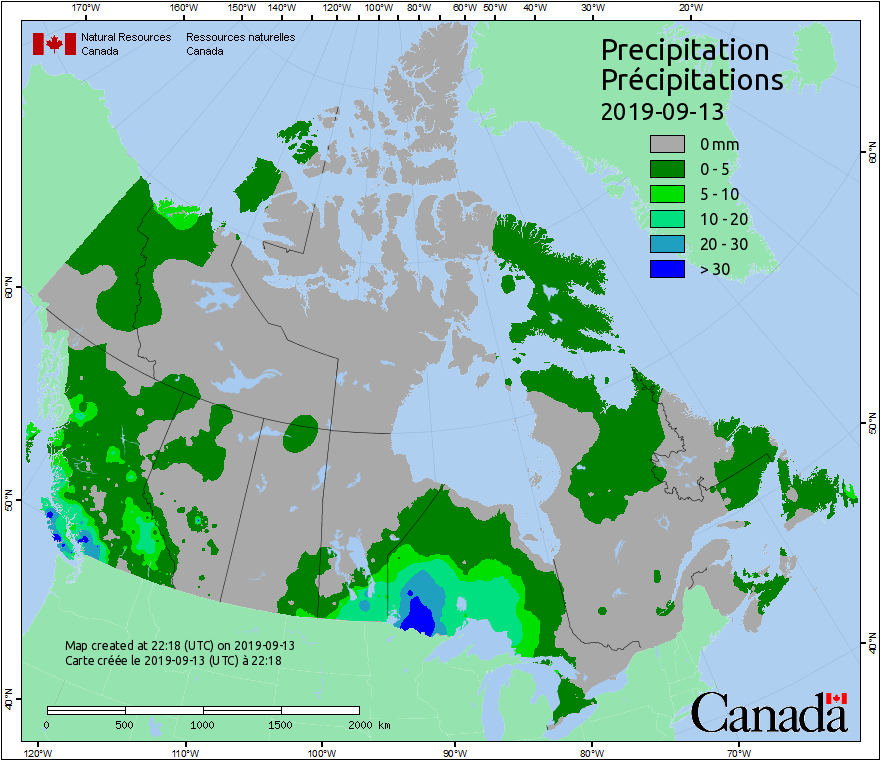 170°W 160°W 150°W 140°W 130°W 120°W 110°W 100°W 90°W 80°W 60°W 50°W 40°W 30°W 20°W
Natural Resources Canada
Ressources naturelles Canada
Precipitation
Précipitations
2019-09-13
0 mm
0 - 5
5 - 10
10 - 20
20 - 30
> 30
60°N
60°N
50°N
50°N
40°N
40°N
Map created at 22:18 (UTC) on 2019-09-13
Carte créée le 2019-09-13 (UTC) à 22:18
0 500 1000 1500 2000 km
Canada
120°W 110°W 100°W 90°W 80°W 70°W